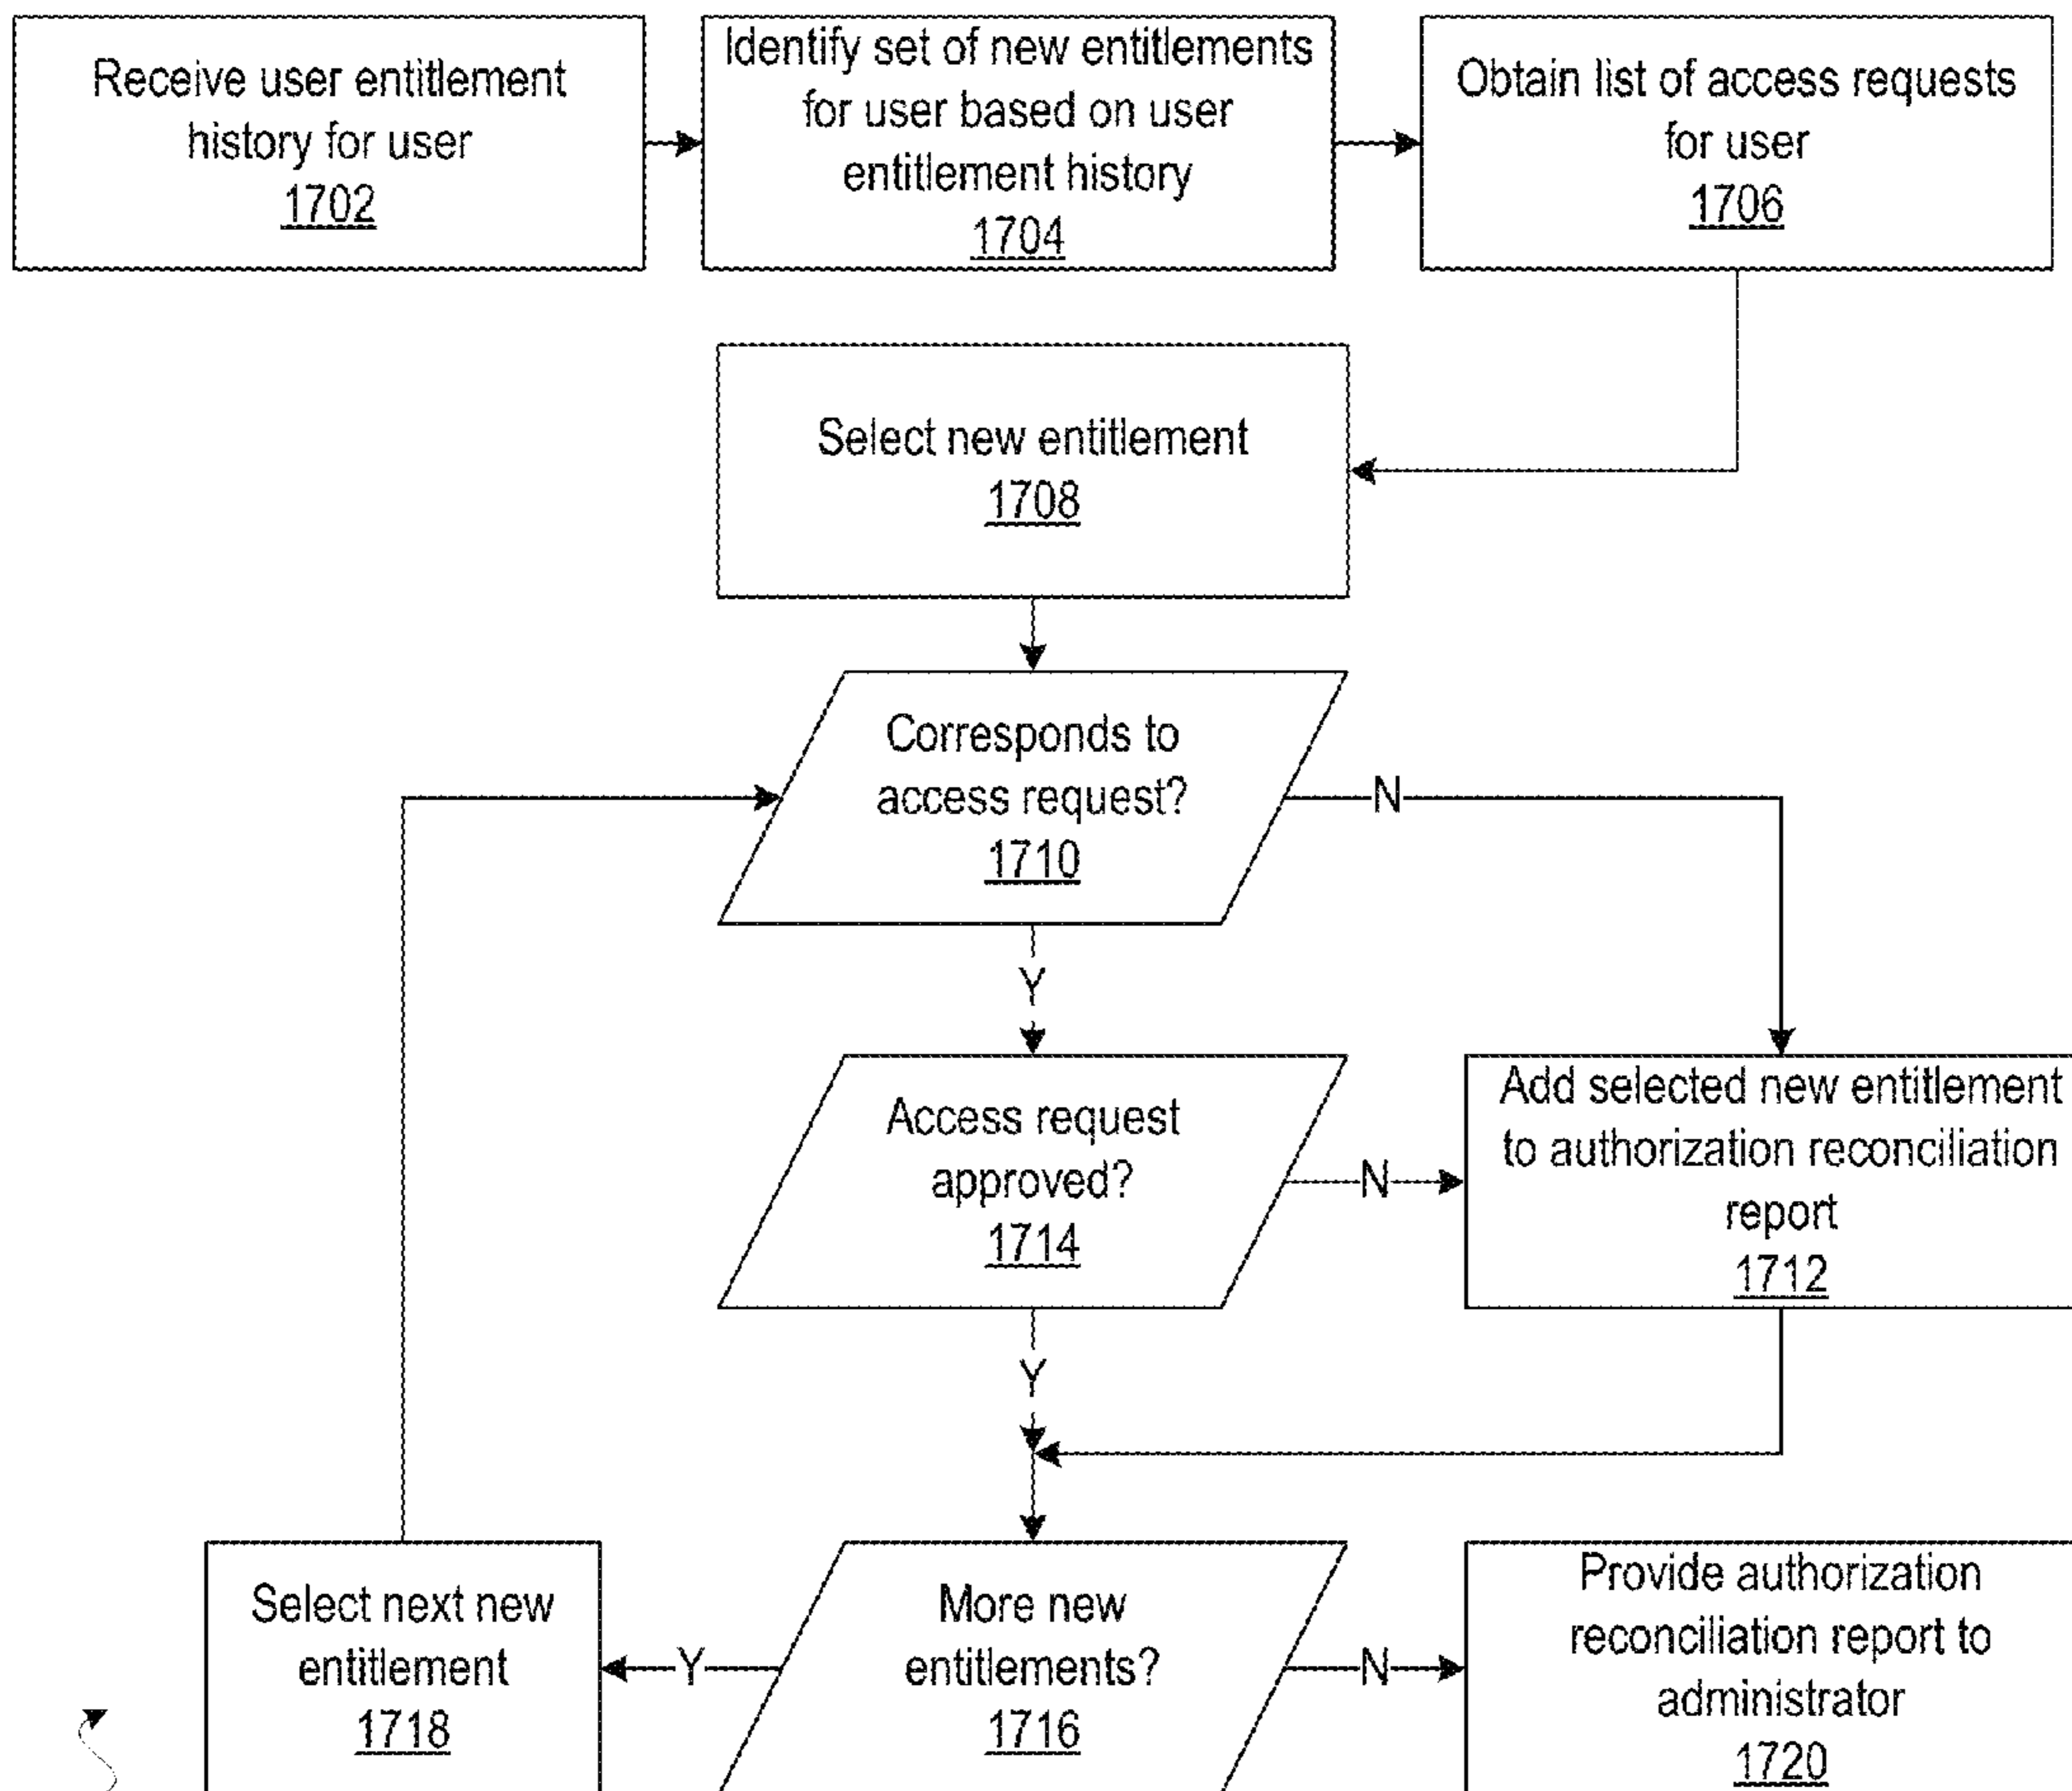 Receive user entitlement
history for user
1702
Identify set of new entitlements
for user based on user
entitlement history
1704
Obtain list of access requests
for user
1706
Select new entitlement
1708
Corresponds to
access request?
1710
N
Y
Access request
approved?
1714
N
Add selected new entitlement
to authorization reconciliation
report
1712
Y
Select next new
entitlement
1718
Y
More new
entitlements?
1716
N
Provide authorization
reconciliation report to
administrator
1720